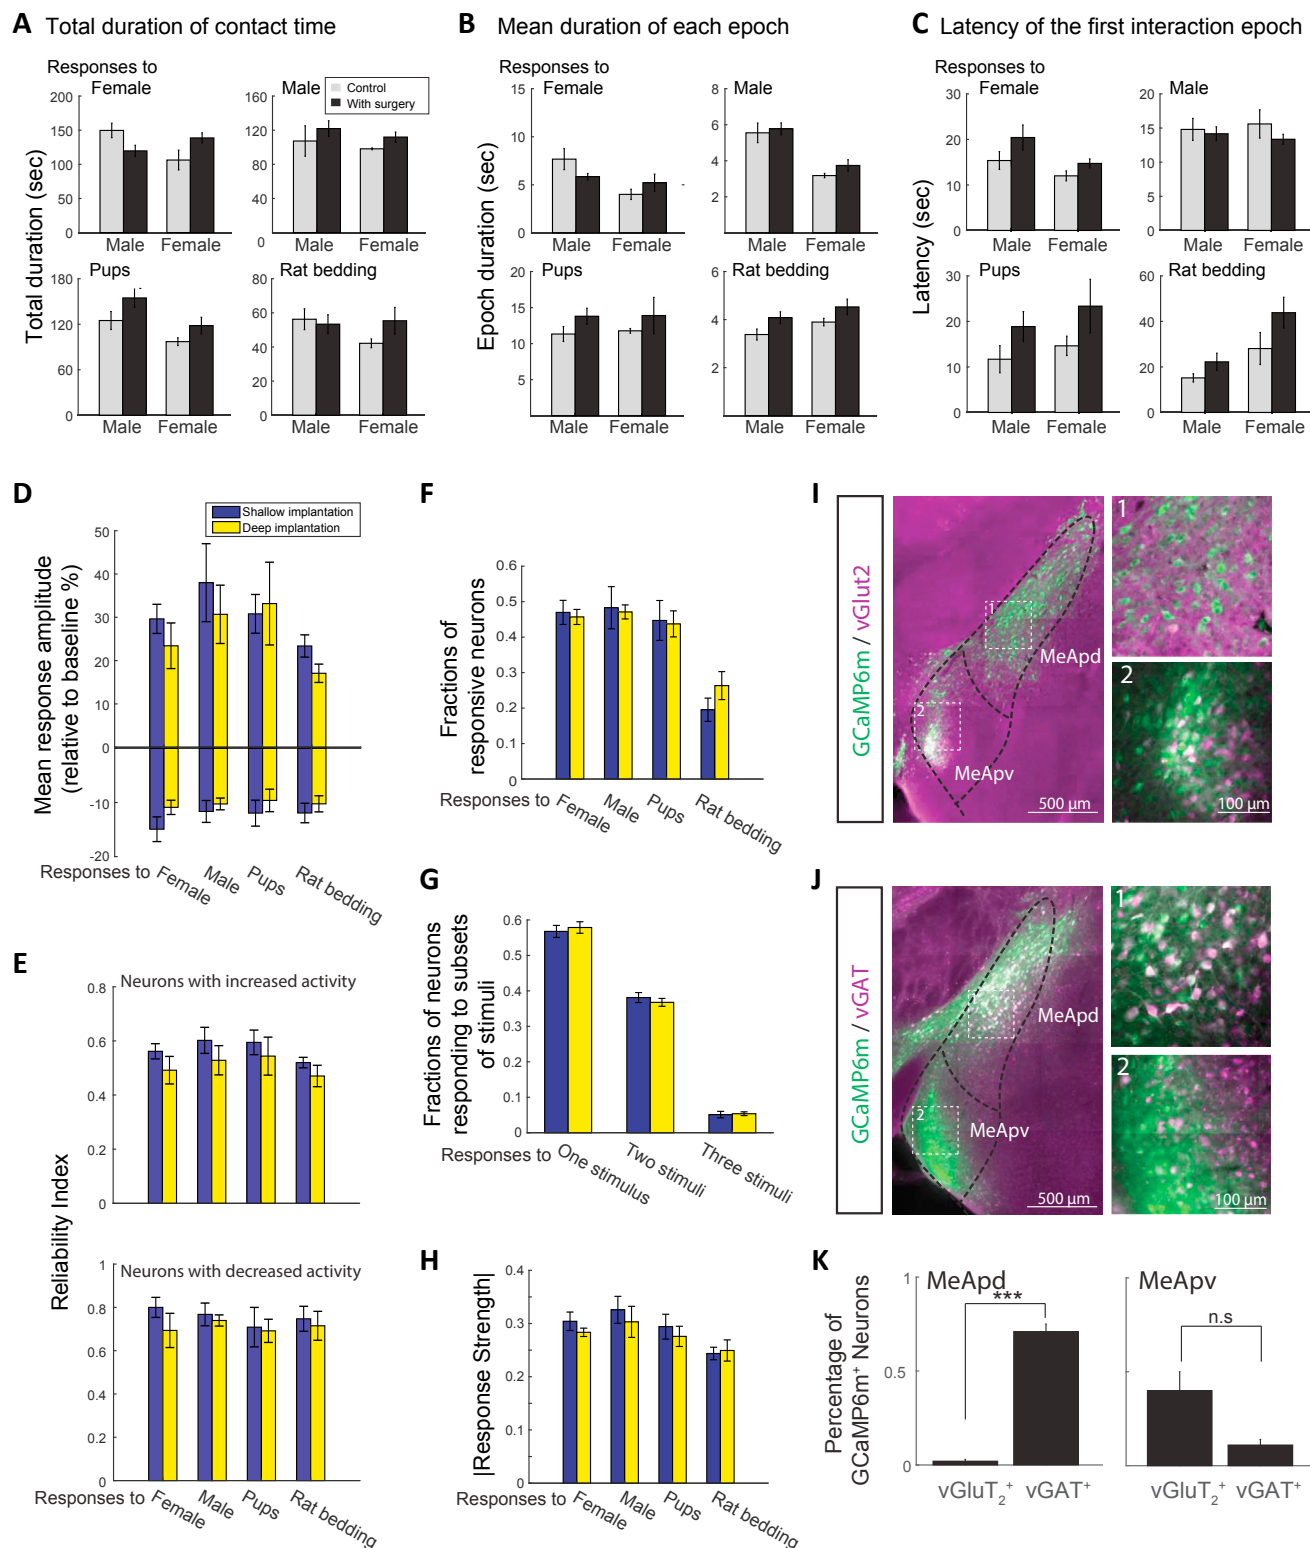 A Total duration of contact time
Responses to
Female
Total duration (sec)
200
150
100
50
0
Male Female
Male
Control
With surgery
160
120
80
40
0
Male Female
Pups
180
120
60
0
Male Female
Rat bedding
80
60
40
20
0
Male Female
B Mean duration of each epoch
Responses to
Female
Epoch duration (sec)
15
10
5
0
Male Female
Male
8
6
4
2
Male Female
Pups
20
15
10
5
Male Female
Rat bedding
6
4
2
Male Female
C Latency of the first interaction epoch
Responses to
Female
Latency (sec)
30
20
10
0
Male Female
Male
20
15
10
5
0
Male Female
Pups
30
20
10
0
Male Female
Rat bedding
60
40
20
0
Male Female
D
Shallow implantation
Deep implantation
Mean response amplitude
(relative to baseline %)
50
40
30
20
10
0
-10
-20
Responses to Female Male Pups Rat bedding
E
Reliability Index
Neurons with increased activity
0.8
0.6
0.4
0.2
0
Neurons with decreased activity
1
0.8
0.6
0.4
0.2
0
Responses to Female Male Pups Rat bedding
F
Fractions of
responsive neurons
0.6
0.5
0.4
0.3
0.2
0.1
0
Responses to Female Male Pups Rat bedding
G
Fractions of neurons
responding to subsets
of stimuli
0.6
0.5
0.4
0.3
0.2
0.1
0
Responses to One stimulus Two stimuli Three stimuli
H
|Response Strength|
0.4
0.3
0.2
0.1
0
Responses to Female Male Pups Rat bedding
I
GCaMP6m / vGlut2
1
MeApd
2
MeApv
500 µm
1
2
100 µm
J
GCaMP6m / vGAT
1
MeApd
2
MeApv
500 µm
1
2
100 µm
K
Percentage of
GCaMP6m⁺ Neurons
1
0.5
0
MeApd
***
vGluT₂⁺ vGAT⁺
MeApv
n.s
vGluT₂⁺ vGAT⁺